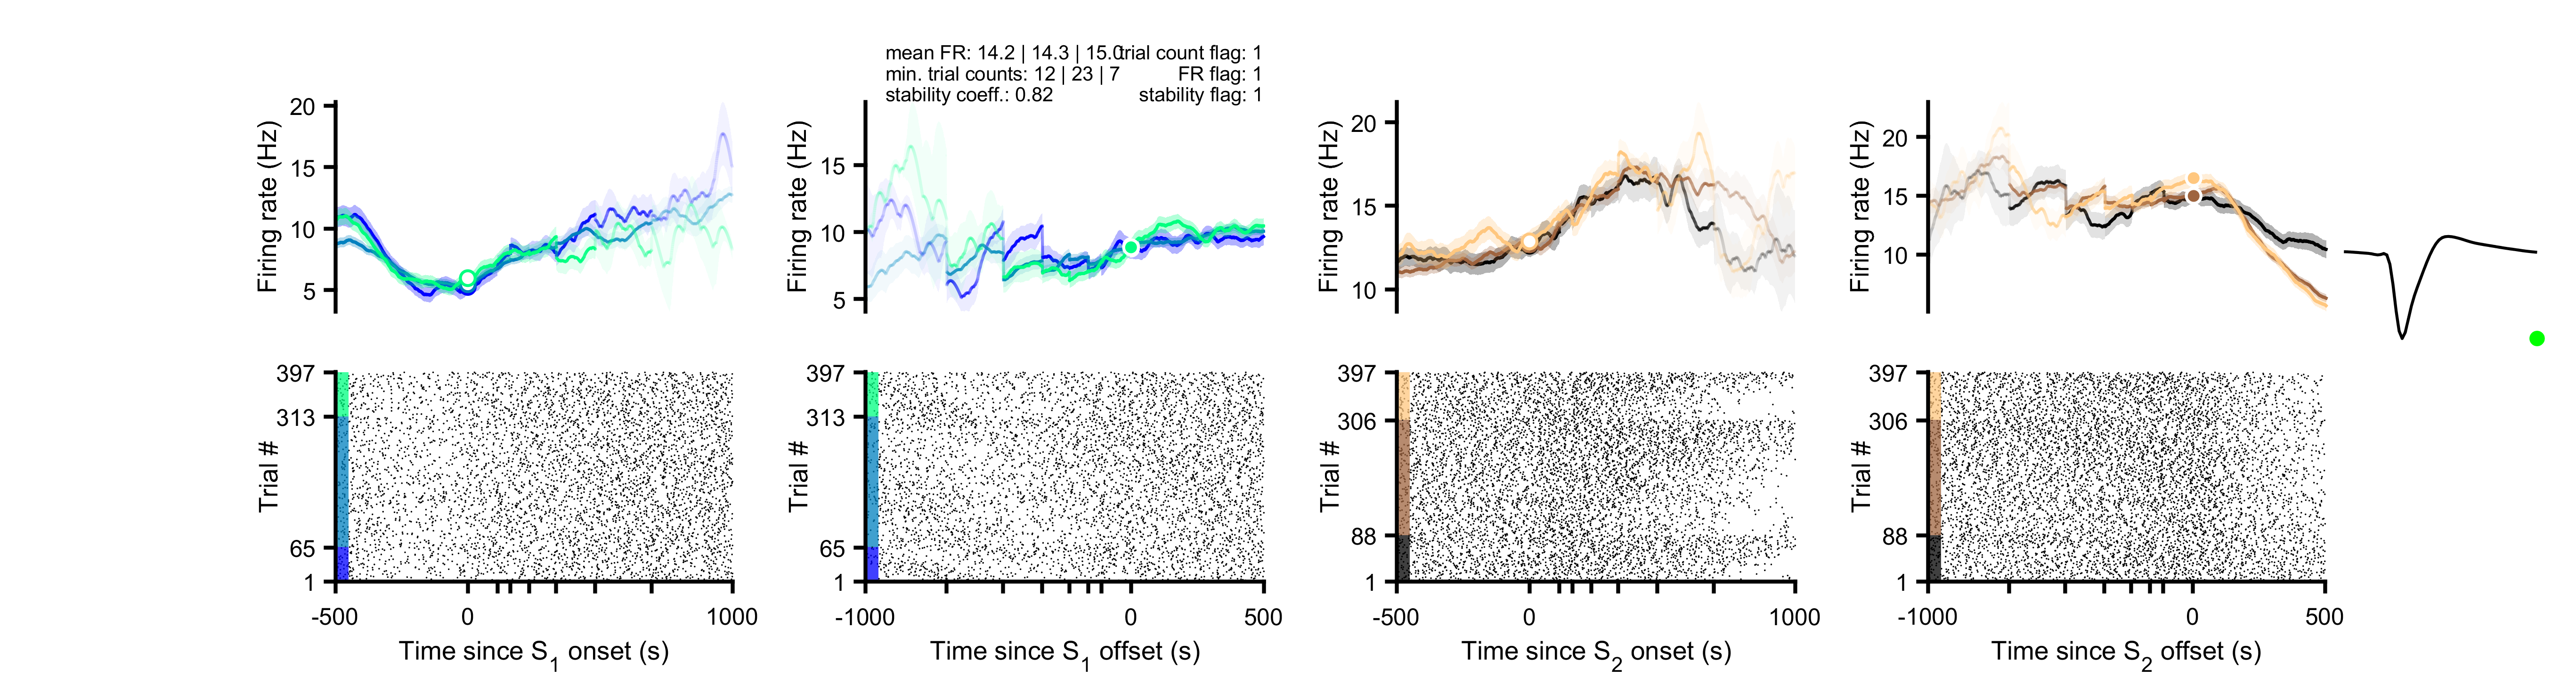 mean FR: 14.2 | 14.3 | 15.0
trial count flag: 1
min. trial counts: 12 | 23 | 7
FR flag: 1
stability coeff.: 0.82
stability flag: 1
Firing rate (Hz)
20
15
10
5
Firing rate (Hz)
15
10
5
Firing rate (Hz)
20
15
10
Firing rate (Hz)
20
15
10
Trial #
397
313
65
1
-500
0
1000
Time since S1 onset (s)
Trial #
397
313
65
1
-1000
0
500
Time since S1 offset (s)
Trial #
397
306
88
1
-500
0
1000
Time since S2 onset (s)
Trial #
397
306
88
1
-1000
0
500
Time since S2 offset (s)